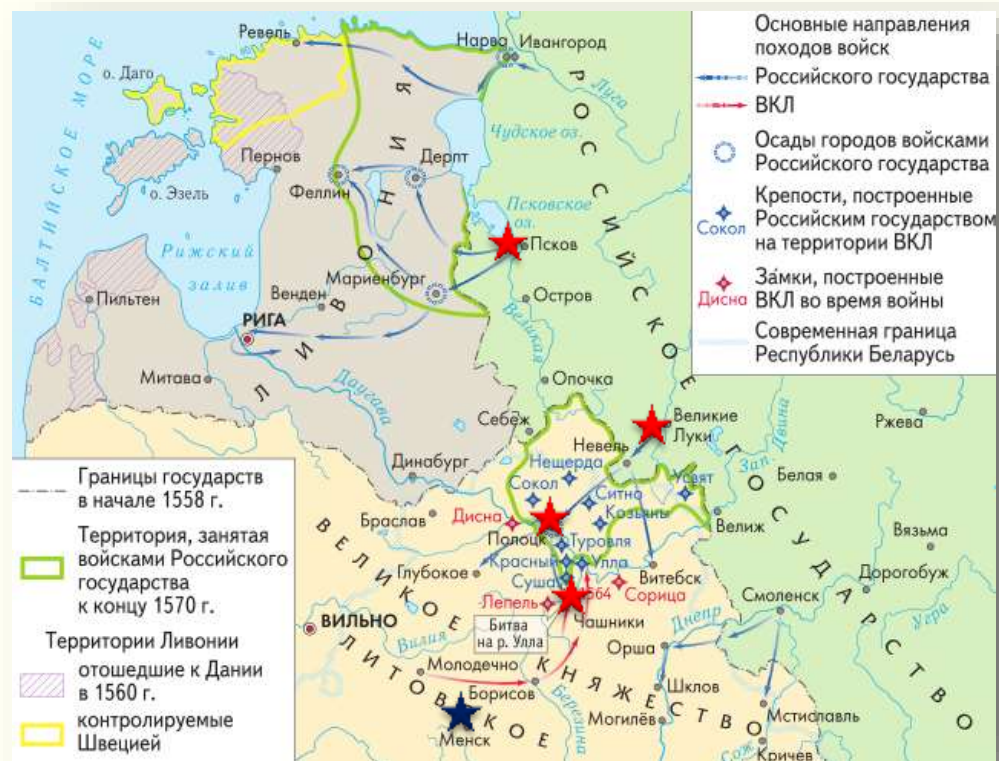 Основные направления
походов войск
Российского государства
ВКЛ
Осады городов войсками
Российского государства
Крепости, построенные
Российским государством
на территории ВКЛ
Сокол
За́мки, построенные
ВКЛ во время войны
Дисна
Современная граница
Республики Беларусь
Границы государств
в начале 1558 г.
Территория, занятая
войсками Российского
государства
к концу 1570 г.
Территории Ливонии
отошедшие к Дании
в 1560 г.
контролируемые
Швецией
БАЛТИЙСКОЕ МОРЕ
о. Даго
о. Эзель
Ревель
Нарва
Ивангород
Луга
Чудское оз.
Пернов
Дерпт
Феллин
Псковское
оз.
Псков
Рижский
залив
Мариенбург
Остров
Пильтен
Венден
РИГА
Великая
ЛИВОНИЯ
Митава
Даугава
Опочка
Себеж
Великие
Луки
РОССИЙСКОЕ ГОСУДАРСТВО
Зап. Двина
Ржева
Динабург
Невель
Нещерда
Сокол
Ситно
Усвят
Белая
Козьяны
Браслав
Дисна
Полоцк
Туровля
Велиж
Вязьма
Глубокое
Красный
Улла
Суша
Витебск
Дорогобуж
Лепель
564
Сорица
Смоленск
Угра
ВИЛЬНО
Вилия
Битва
на р. Улла
Чашники
Днепр
Орша
ВЕЛИКОЕ
ЛИТОВСКОЕ
КНЯЖЕСТВО
Молодечно
Борисов
Березина
Шклов
Менск
Могилёв
Мстиславль
Сож
Кричев